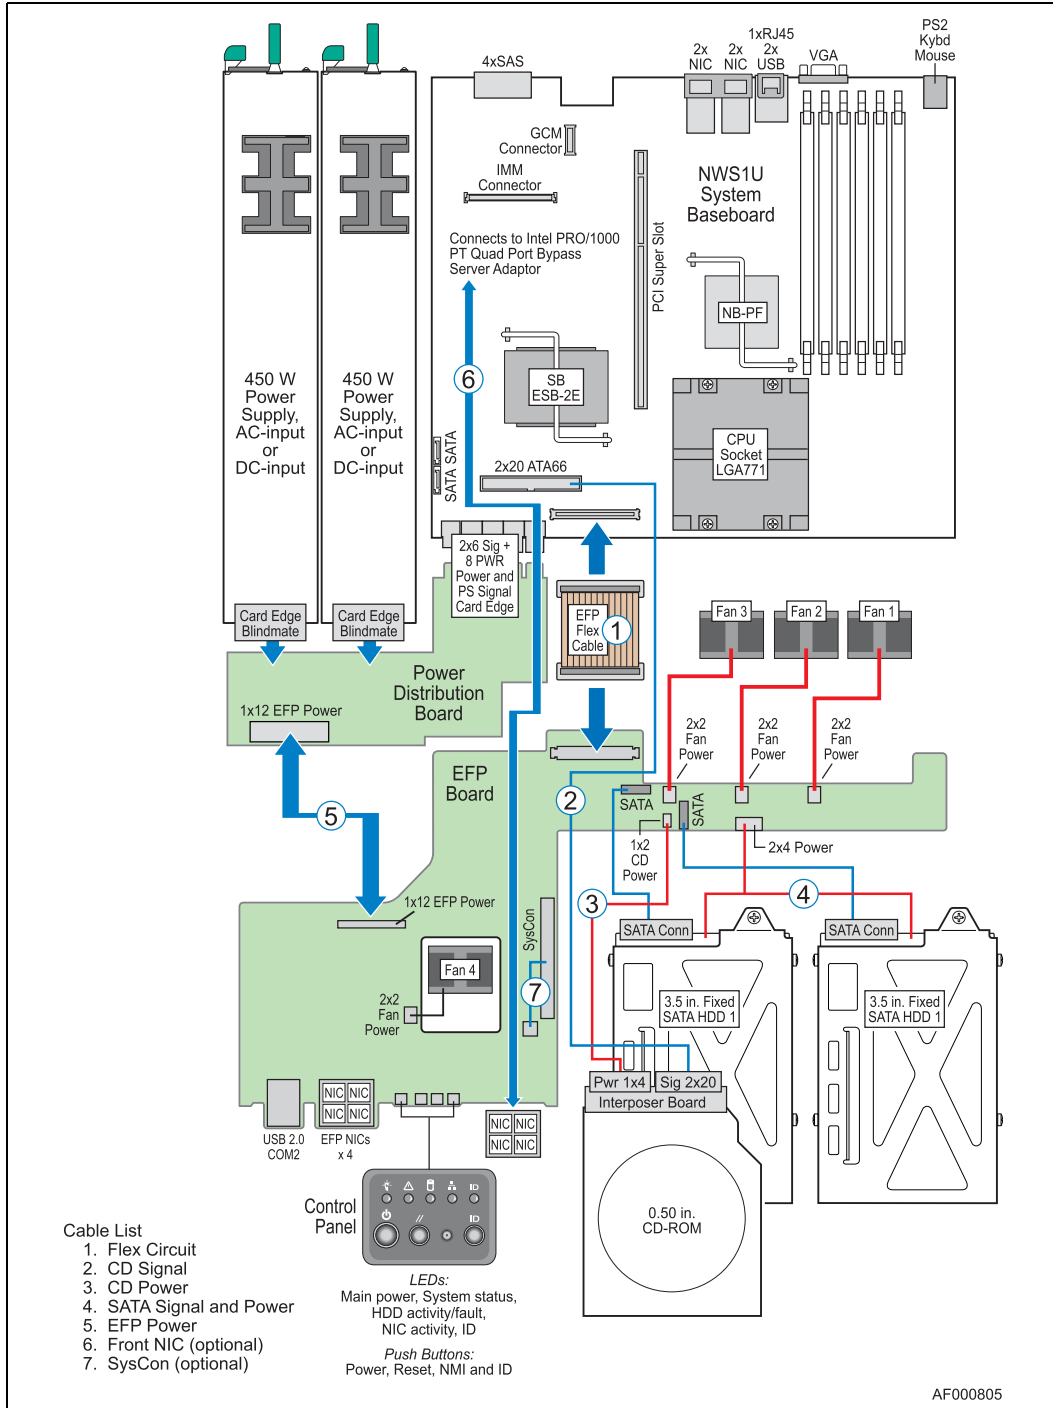 4xSAS
2x
NIC
2x
NIC
1xRJ45
2x
USB
VGA
PS2
Kybd
Mouse
GCM
Connector
IMM
Connector
NWS1U
System
Baseboard
Connects to Intel PRO/1000
PT Quad Port Bypass
Server Adaptor
PCI Super Slot
NB-PF
6
SB
ESB-2E
450 W
Power
Supply,
AC-input
or
DC-input
450 W
Power
Supply,
AC-input
or
DC-input
CPU
Socket
LGA771
SATA SATA
2x20 ATA66
2x6 Sig +
8 PWR
Power and
PS Signal
Card Edge
Card Edge
Blindmate
Card Edge
Blindmate
EFP
Flex
Cable
1
Fan 3
Fan 2
Fan 1
Power
Distribution
Board
1x12 EFP Power
2x2
Fan
Power
2x2
Fan
Power
2x2
Fan
Power
EFP
Board
5
2
SATA
SATA
1x2
CD
Power
2x4 Power
3
4
1x12 EFP Power
SysCon
SATA Conn
SATA Conn
Fan 4
7
2x2
Fan
Power
3.5 in. Fixed
SATA HDD 1
3.5 in. Fixed
SATA HDD 1
Pwr 1x4
Sig 2x20
Interposer Board
NIC NIC
NIC NIC
NIC NIC
NIC NIC
USB 2.0
COM2
EFP NICs
x 4
Control
Panel
ID
ID
0.50 in.
CD-ROM
LEDs:
Main power, System status,
HDD activity/fault,
NIC activity, ID
Push Buttons:
Power, Reset, NMI and ID
Cable List
1. Flex Circuit
2. CD Signal
3. CD Power
4. SATA Signal and Power
5. EFP Power
6. Front NIC (optional)
7. SysCon (optional)
AF000805